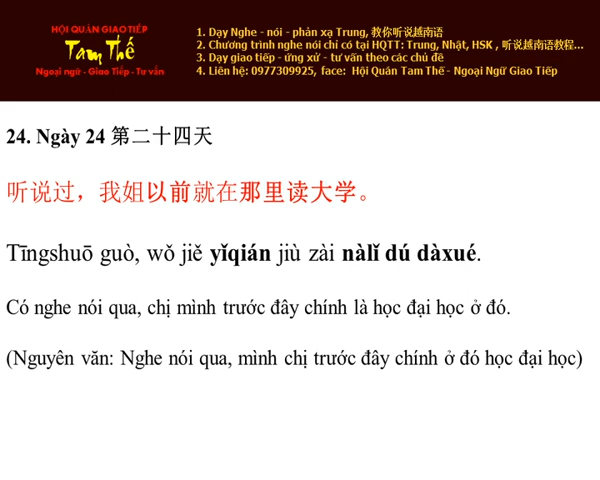 HỘI QUÁN GIAO TIẾP
Tam Thế
Ngoại ngữ - Giao Tiếp - Tư vấn
1. Dạy Nghe - nói - phản xạ Trung, 教你听说越南语
2. Chương trình nghe nói chỉ có tại HQTT: Trung, Nhật, HSK , 听说越南语教程...
3. Dạy giao tiếp - ứng xử - tư vấn theo các chủ đề
4. Liên hệ: 0977309925, face:  Hội Quán Tam Thế - Ngoại Ngữ Giao Tiếp
24. Ngày 24 第二十四天
听说过，我姐以前就在那里读大学。
Tīngshuō guò, wǒ jiě yǐqián jiù zài nàlǐ dú dàxué.
Có nghe nói qua, chị mình trước đây chính là học đại học ở đó.
(Nguyên văn: Nghe nói qua, mình chị trước đây chính ở đó học đại học)